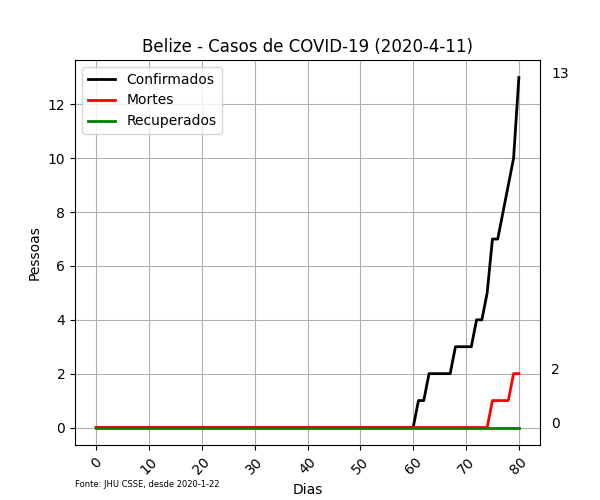 Belize - Casos de COVID-19 (2020-4-11)
Confirmados
Mortes
Recuperados
13
2
0
Pessoas
12
10
8
6
4
2
0
0 10 20 30 40 50 60 70 80
Dias
Fonte: JHU CSSE, desde 2020-1-22